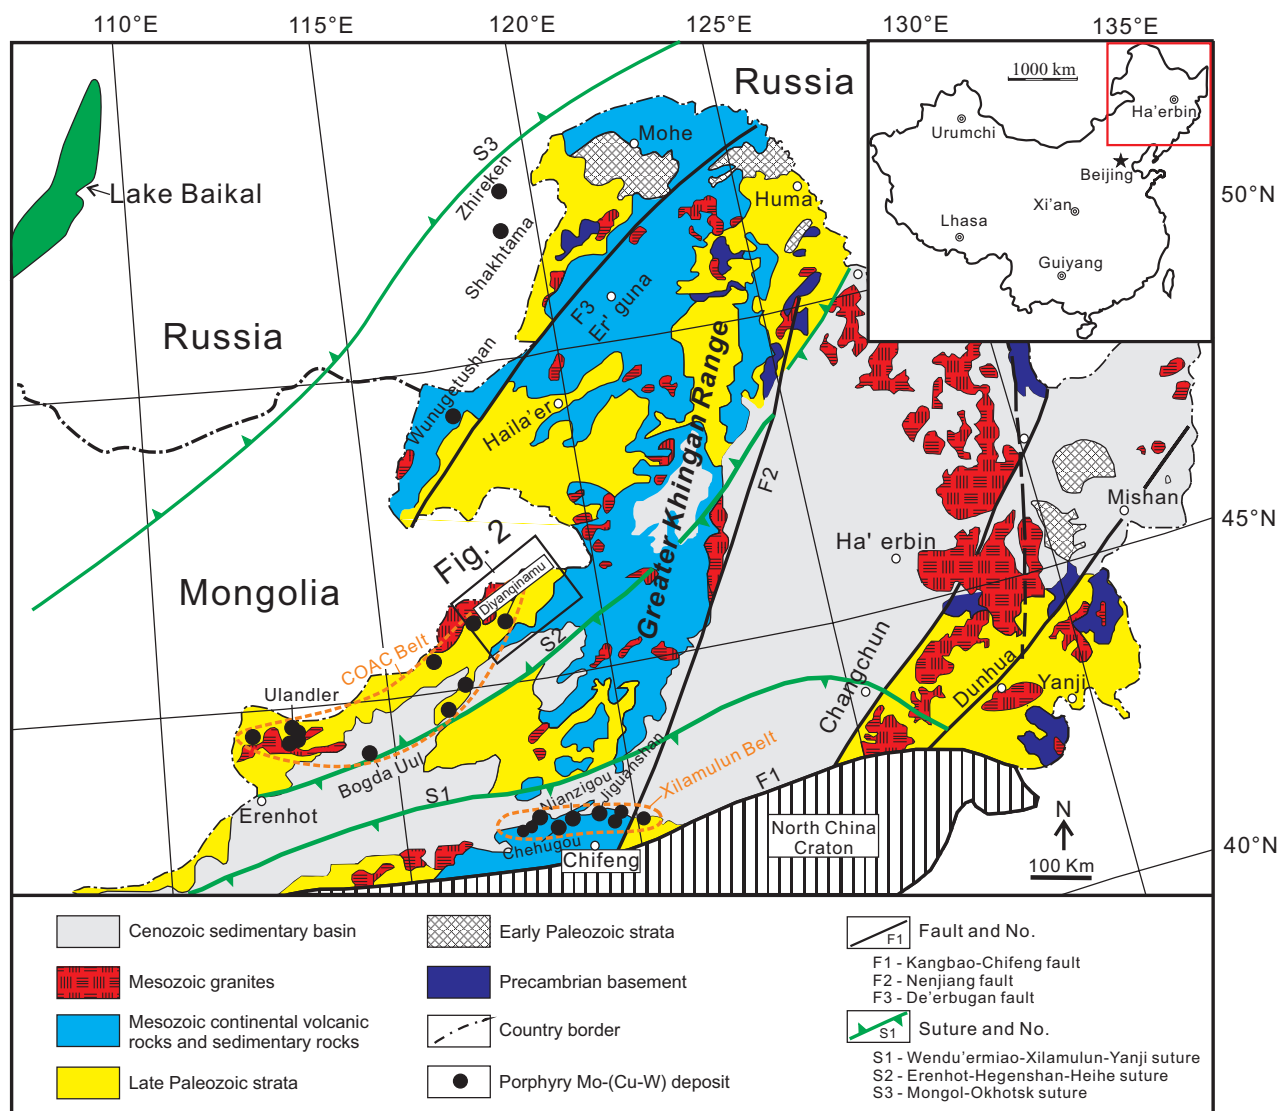 110°E
115°E
120°E
125°E
130°E
135°E
50°N
45°N
40°N
Russia
1000 km
Ha'erbin
Urumchi
Beijing
Xi'an
Lhasa
Guiyang
Mohe
S3
Zhireken
Huma
Lake Baikal
Shakhtama
F3
Er' guna
Russia
Wunugetushan
Haila'er
Greater Khingan Range
F2
Mishan
Ha' erbin
Fig. 2
Diyanqinamu
Mongolia
COAC Belt
S2
Ulandler
Changchun
Dunhua
Yanji
Bogda Uul
S1
Erenhot
Nianzigou
Jiguanshan
Xilamulun Belt
F1
Chehugou
Chifeng
North China
Craton
N
100 Km
Cenozoic sedimentary basin
Mesozoic granites
Mesozoic continental volcanic
rocks and sedimentary rocks
Late Paleozoic strata
Early Paleozoic strata
Precambrian basement
Country border
Porphyry Mo-(Cu-W) deposit
F1
Fault and No.
F1 - Kangbao-Chifeng fault
F2 - Nenjiang fault
F3 - De'erbugan fault
S1
Suture and No.
S1 - Wendu'ermiao-Xilamulun-Yanji suture
S2 - Erenhot-Hegenshan-Heihe suture
S3 - Mongol-Okhotsk suture